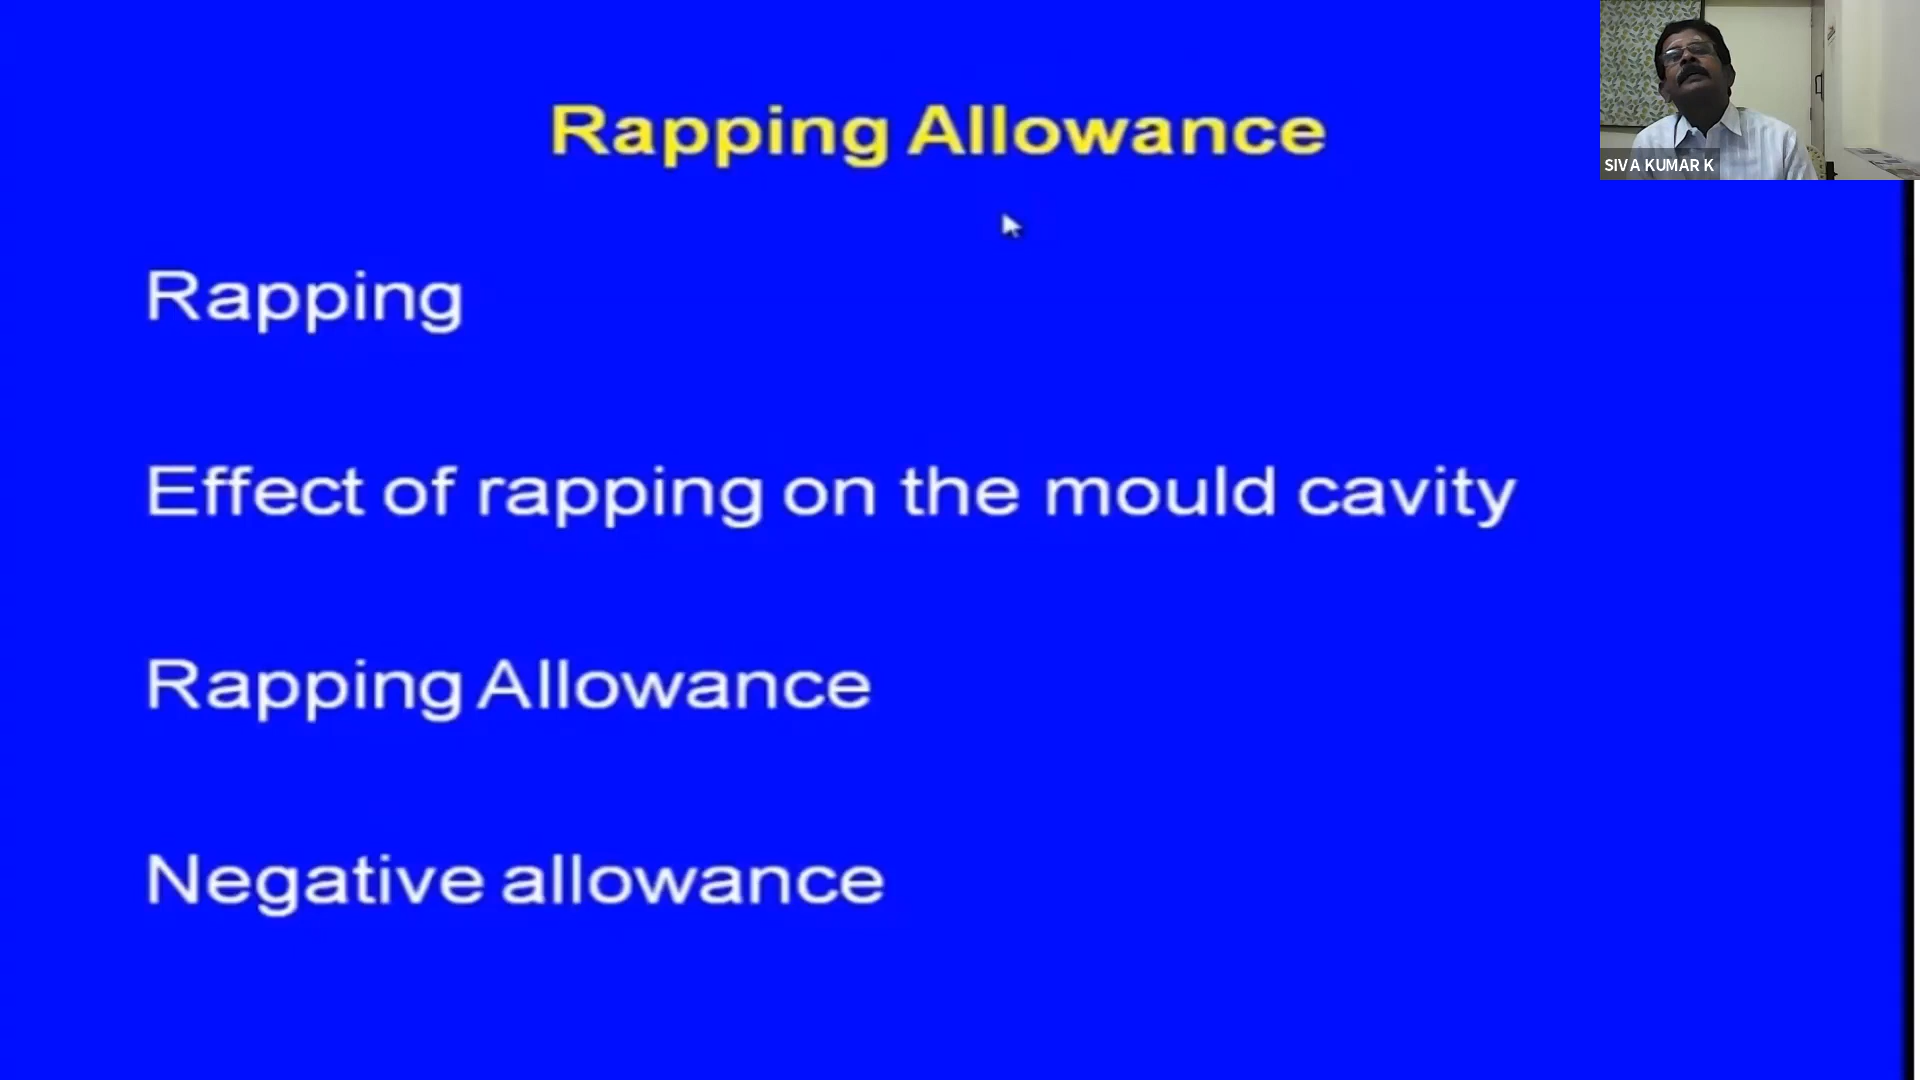 Rapping Allowance
SIVA KUMAR K
Rapping
Effect of rapping on the mould cavity
Rapping Allowance
Negative allowance